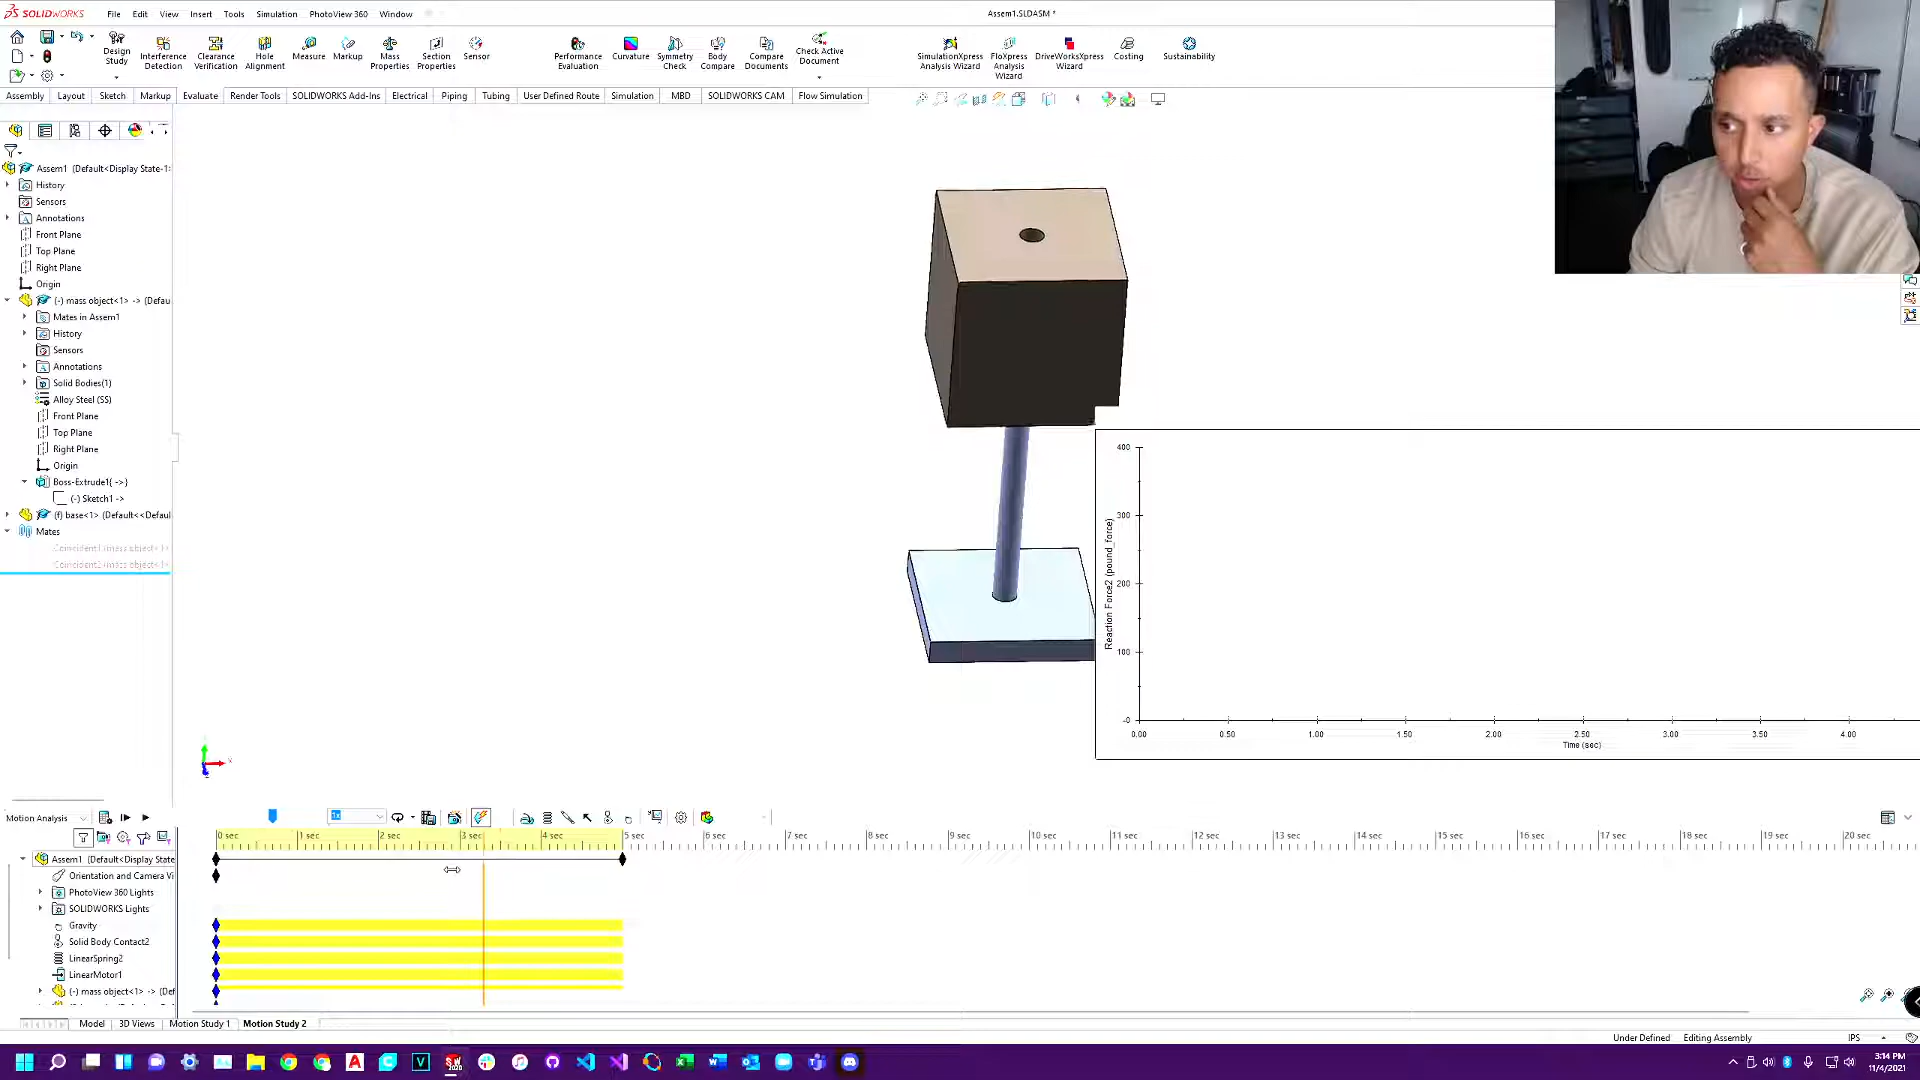 SOLIDWORKS
File Edit View Insert Tools Simulation PhotoView 360 Window
Assem1.SLDASM *
Design Study
Interference Detection
Clearance Verification
Hole Alignment
Measure
Markup
Mass Properties
Section Properties
Sensor
Performance Evaluation
Curvature
Symmetry Check
Body Compare
Compare Documents
Check Active Document
SimulationXpress Analysis Wizard
FloXpress Analysis Wizard
DriveWorksXpress Wizard
Costing
Sustainability
Assembly Layout Sketch Markup Evaluate Render Tools SOLIDWORKS Add-Ins Electrical Piping Tubing User Defined Route Simulation MBD SOLIDWORKS CAM Flow Simulation
Assem1 (Default<Display State-1>
History
Sensors
Annotations
Front Plane
Top Plane
Right Plane
Origin
(-) mass object<1> -> (Defau
Mates in Assem1
History
Sensors
Annotations
Solid Bodies(1)
Alloy Steel (SS)
Front Plane
Top Plane
Right Plane
Origin
Boss-Extrude1{ ->}
(-) Sketch1 ->
(f) base<1> (Default<<Defaul
Mates
Coincident1 (mass object<1>
Coincident2 (mass object<1>
400
300
200
100
-0
Reaction Force2 (pound_force)
0.00 0.50 1.00 1.50 2.00 2.50 3.00 3.50 4.00
Time (sec)
Motion Analysis
1x
0 sec 1 sec 2 sec 3 sec 4 sec 5 sec 6 sec 7 sec 8 sec 9 sec 10 sec 11 sec 12 sec 13 sec 14 sec 15 sec 16 sec 17 sec 18 sec 19 sec 20 sec
Assem1 (Default<Display State
Orientation and Camera Vi
PhotoView 360 Lights
SOLIDWORKS Lights
Gravity
Solid Body Contact2
LinearSpring2
LinearMotor1
(-) mass object<1> -> (Def
Model 3D Views Motion Study 1 Motion Study 2
Under Defined Editing Assembly IPS
3:14 PM
11/4/2021